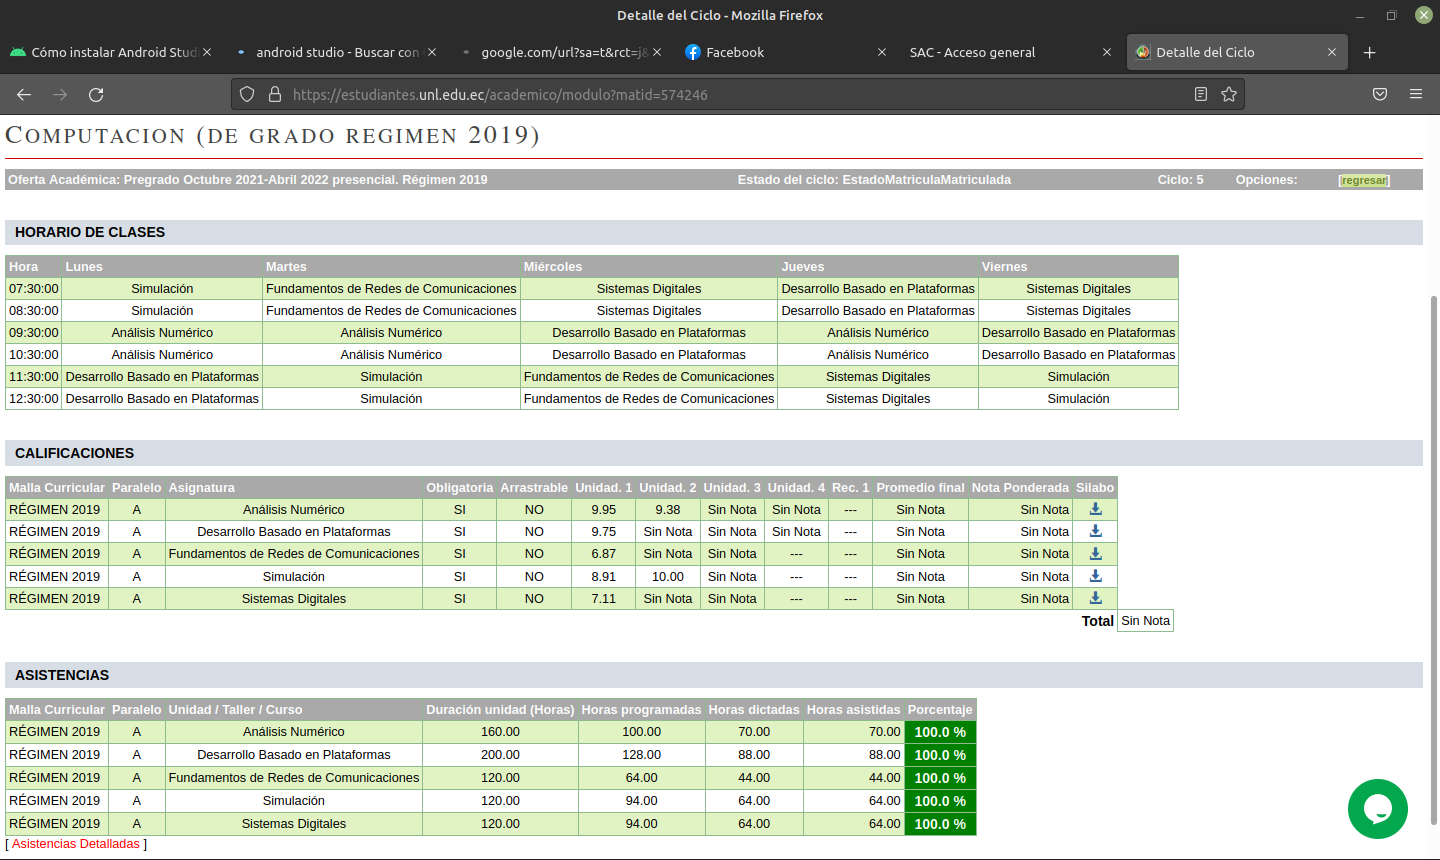 Detalle del Ciclo - Mozilla Firefox
Cómo instalar Android Studi
android studio - Buscar con
google.com/url?sa=t&rct=j&
Facebook
SAC - Acceso general
Detalle del Ciclo
https://estudiantes.unl.edu.ec/academico/modulo?matid=574246
COMPUTACION (DE GRADO REGIMEN 2019)
Oferta Académica: Pregrado Octubre 2021-Abril 2022 presencial. Régimen 2019 Estado del ciclo: EstadoMatriculaMatriculada Ciclo: 5 Opciones: [regresar]
HORARIO DE CLASES
Hora Lunes Martes Miércoles Jueves Viernes
07:30:00 Simulación Fundamentos de Redes de Comunicaciones Sistemas Digitales Desarrollo Basado en Plataformas Sistemas Digitales
08:30:00 Simulación Fundamentos de Redes de Comunicaciones Sistemas Digitales Desarrollo Basado en Plataformas Sistemas Digitales
09:30:00 Análisis Numérico Análisis Numérico Desarrollo Basado en Plataformas Análisis Numérico Desarrollo Basado en Plataformas
10:30:00 Análisis Numérico Análisis Numérico Desarrollo Basado en Plataformas Análisis Numérico Desarrollo Basado en Plataformas
11:30:00 Desarrollo Basado en Plataformas Simulación Fundamentos de Redes de Comunicaciones Sistemas Digitales Simulación
12:30:00 Desarrollo Basado en Plataformas Simulación Fundamentos de Redes de Comunicaciones Sistemas Digitales Simulación
CALIFICACIONES
Malla Curricular Paralelo Asignatura Obligatoria Arrastrable Unidad. 1 Unidad. 2 Unidad. 3 Unidad. 4 Rec. 1 Promedio final Nota Ponderada Silabo
RÉGIMEN 2019 A Análisis Numérico SI NO 9.95 9.38 Sin Nota Sin Nota --- Sin Nota Sin Nota
RÉGIMEN 2019 A Desarrollo Basado en Plataformas SI NO 9.75 Sin Nota Sin Nota Sin Nota --- Sin Nota Sin Nota
RÉGIMEN 2019 A Fundamentos de Redes de Comunicaciones SI NO 6.87 Sin Nota Sin Nota --- --- Sin Nota Sin Nota
RÉGIMEN 2019 A Simulación SI NO 8.91 10.00 Sin Nota --- --- Sin Nota Sin Nota
RÉGIMEN 2019 A Sistemas Digitales SI NO 7.11 Sin Nota Sin Nota --- --- Sin Nota Sin Nota
Total Sin Nota
ASISTENCIAS
Malla Curricular Paralelo Unidad / Taller / Curso Duración unidad (Horas) Horas programadas Horas dictadas Horas asistidas Porcentaje
RÉGIMEN 2019 A Análisis Numérico 160.00 100.00 70.00 70.00 100.0 %
RÉGIMEN 2019 A Desarrollo Basado en Plataformas 200.00 128.00 88.00 88.00 100.0 %
RÉGIMEN 2019 A Fundamentos de Redes de Comunicaciones 120.00 64.00 44.00 44.00 100.0 %
RÉGIMEN 2019 A Simulación 120.00 94.00 64.00 64.00 100.0 %
RÉGIMEN 2019 A Sistemas Digitales 120.00 94.00 64.00 64.00 100.0 %
[ Asistencias Detalladas ]